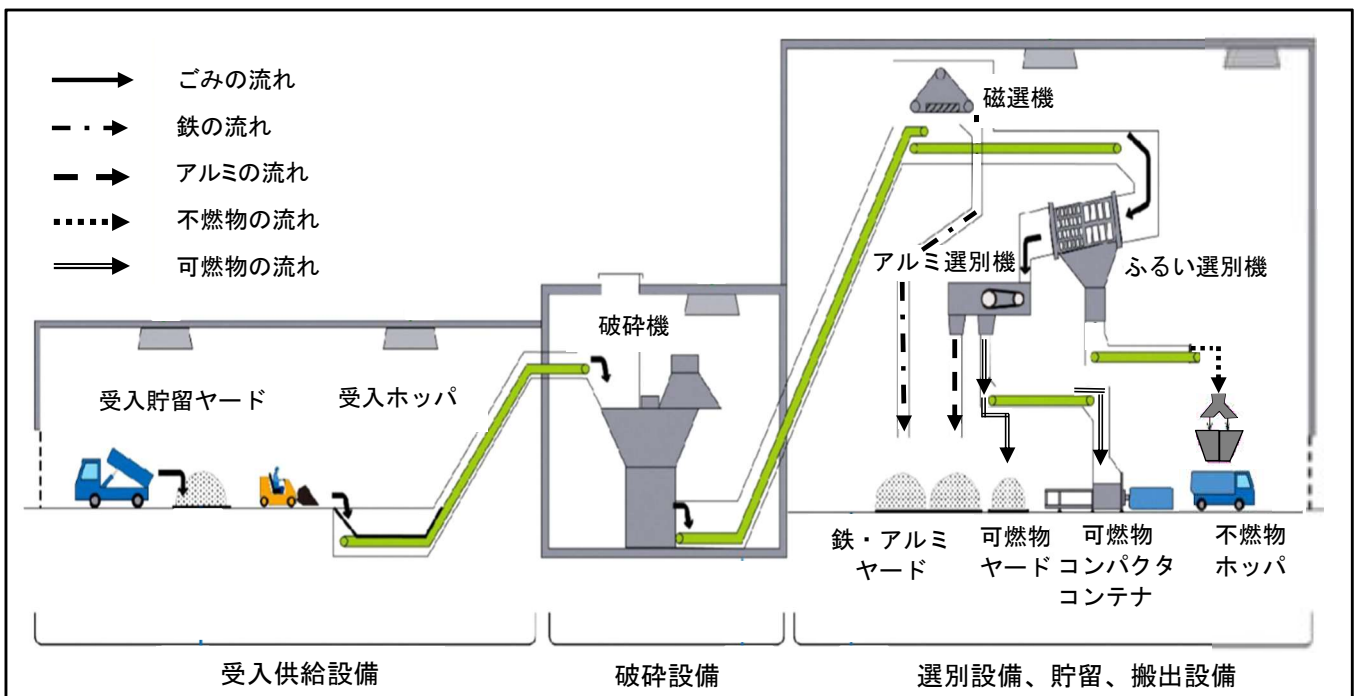 ごみの流れ
鉄の流れ
アルミの流れ
不燃物の流れ
可燃物の流れ
磁選機
アルミ選別機
ふるい選別機
破砕機
受入貯留ヤード
受入ホッパ
鉄・アルミ
ヤード
可燃物
ヤード
可燃物
コンパクタ
コンテナ
不燃物
ホッパ
受入供給設備
破砕設備
選別設備、貯留、搬出設備